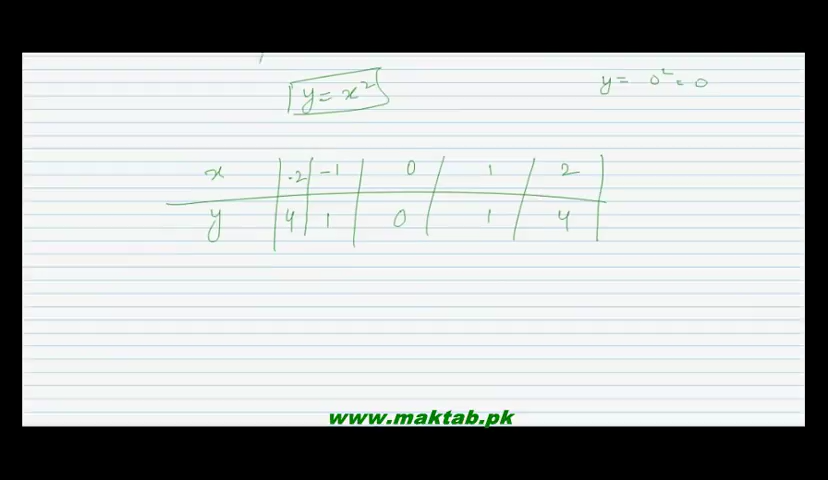 y = x²
y = 0² = 0
x -2 -1 0 1 2
y 4 1 0 1 4
www.maktab.pk